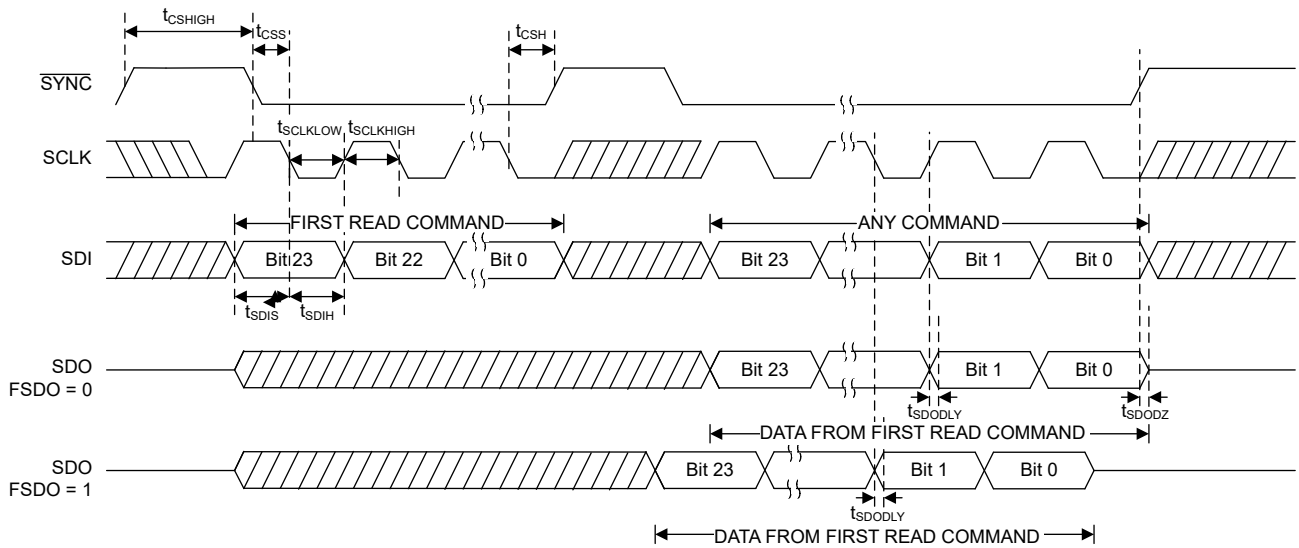 tCSHIGH
tCSS
tCSH
SYNC
tSCLKLOW tSCLKHIGH
SCLK
FIRST READ COMMAND ANY COMMAND
SDI Bit 23 Bit 22 Bit 0 Bit 23 Bit 1 Bit 0
tSDIS tSDIH
SDO
FSDO = 0
Bit 23 Bit 1 Bit 0
tSDODLY tSDODZ
DATA FROM FIRST READ COMMAND
SDO
FSDO = 1
Bit 23 Bit 1 Bit 0
tSDODLY
DATA FROM FIRST READ COMMAND